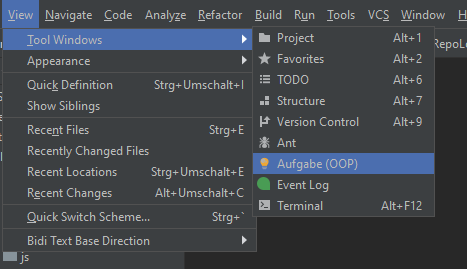 View Navigate Code Analyze Refactor Build Run Tools VCS Window
Tool Windows
Appearance
Quick Definition Strg+Umschalt+I
Show Siblings
Recent Files Strg+E
Recently Changed Files
Recent Locations Strg+Umschalt+E
Recent Changes Alt+Umschalt+C
Quick Switch Scheme... Strg+`
Bidi Text Base Direction
js
Project Alt+1
Favorites Alt+2
TODO Alt+6
Structure Alt+7
Version Control Alt+9
Ant
Aufgabe (OOP)
Event Log
Terminal Alt+F12